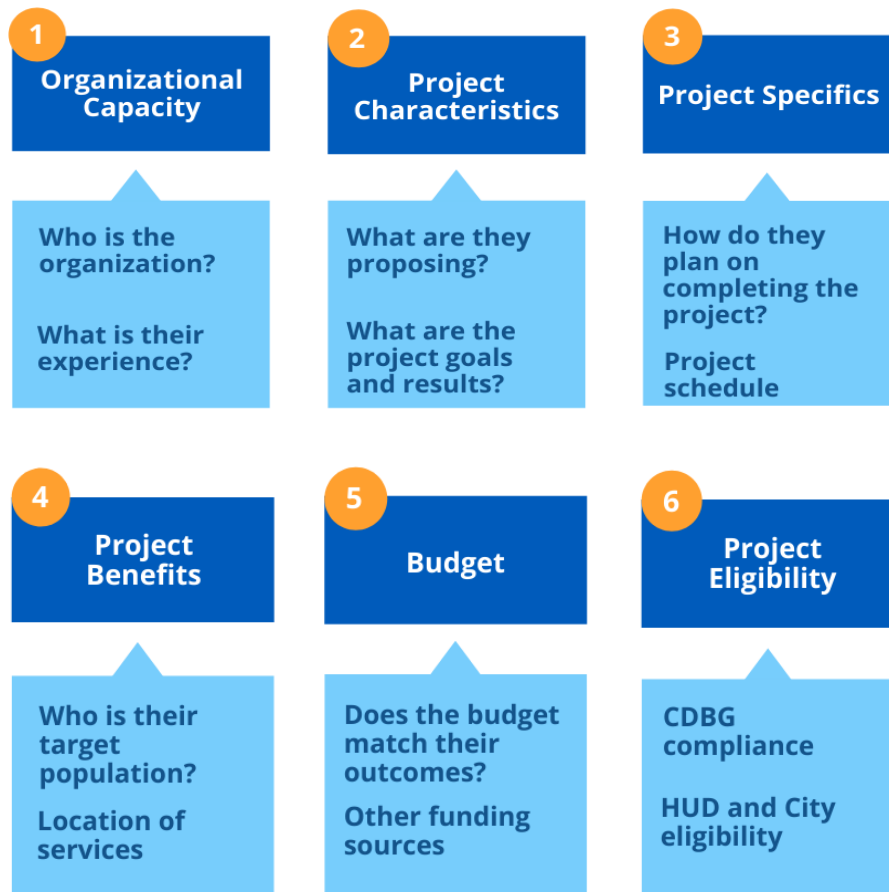 1
Organizational
Capacity
Who is the
organization?
What is their
experience?
2
Project
Characteristics
What are they
proposing?
What are the
project goals
and results?
3
Project Specifics
How do they
plan on
completing the
project?
Project
schedule
4
Project
Benefits
Who is their
target
population?
Location of
services
5
Budget
Does the budget
match their
outcomes?
Other funding
sources
6
Project
Eligibility
CDBG
compliance
HUD and City
eligibility